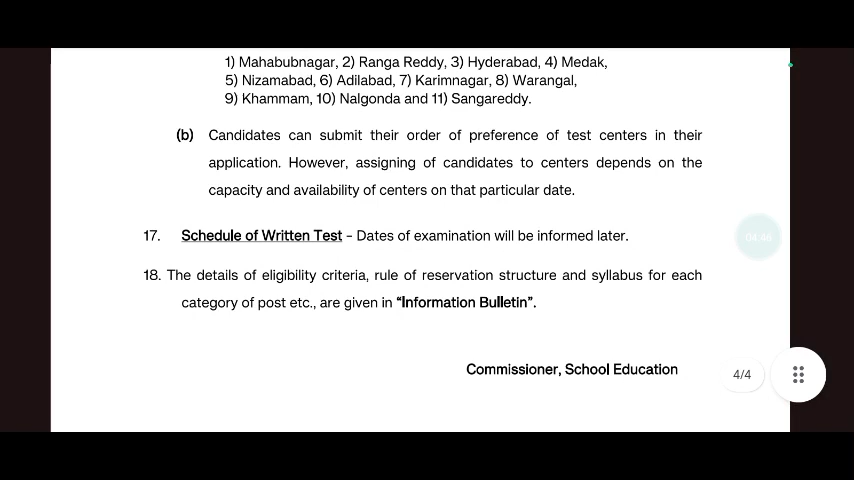 1) Mahabubnagar, 2) Ranga Reddy, 3) Hyderabad, 4) Medak,
5) Nizamabad, 6) Adilabad, 7) Karimnagar, 8) Warangal,
9) Khammam, 10) Nalgonda and 11) Sangareddy.
(b) Candidates can submit their order of preference of test centers in their
application. However, assigning of candidates to centers depends on the
capacity and availability of centers on that particular date.
17. Schedule of Written Test – Dates of examination will be informed later.
04:46
18. The details of eligibility criteria, rule of reservation structure and syllabus for each
category of post etc., are given in “Information Bulletin”.
Commissioner, School Education
4/4